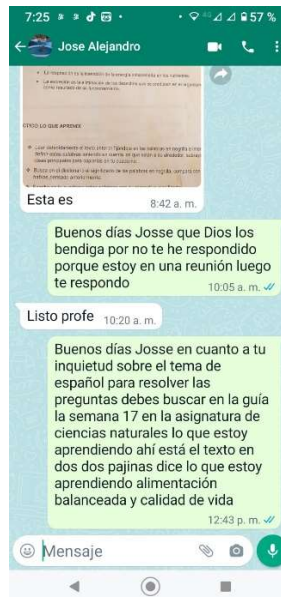 7:25
57 %
Jose Alejandro
PRACTICO LO QUE APRENDÍ
Esta es
8:42 a. m.
Buenos días Josse que Dios los
bendiga por no te he respondido
porque estoy en una reunión luego
te respondo
10:05 a. m.
Listo profe 10:20 a. m.
Buenos días Josse en cuanto a tu
inquietud sobre el tema de
español para resolver las
preguntas debes buscar en la guía
la semana 17 en la asignatura de
ciencias naturales lo que estoy
aprendiendo ahí está el texto en
dos dos pajinas dice lo que estoy
aprendiendo alimentación
balanceada y calidad de vida
12:43 p. m.
Mensaje